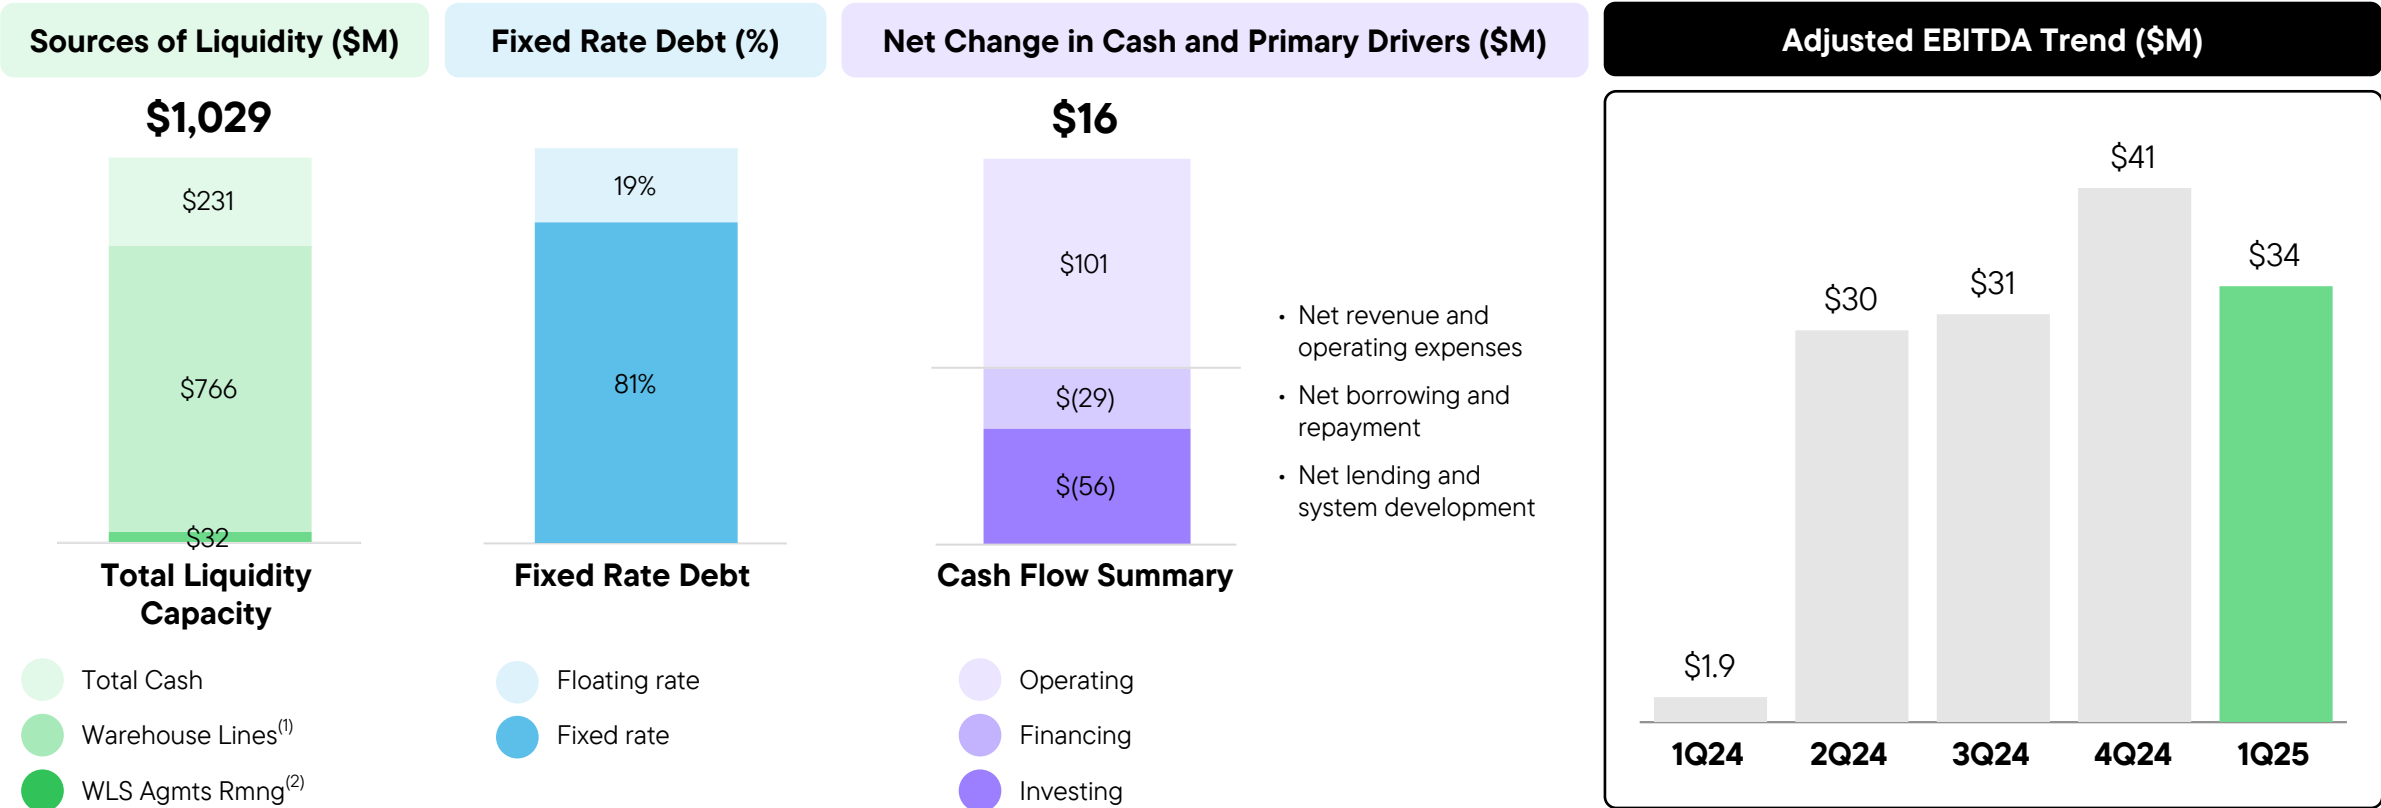 Sources of Liquidity ($M)
$1,029
$231
$766
$32
Total Liquidity
Capacity
Total Cash
Warehouse Lines(1)
WLS Agmts Rmng(2)
Fixed Rate Debt (%)
19%
81%
Fixed Rate Debt
Floating rate
Fixed rate
Net Change in Cash and Primary Drivers ($M)
$16
$101
$(29)
$(56)
• Net revenue and
operating expenses
• Net borrowing and
repayment
• Net lending and
system development
Cash Flow Summary
Operating
Financing
Investing
Adjusted EBITDA Trend ($M)
$1.9
$30
$31
$41
$34
1Q24
2Q24
3Q24
4Q24
1Q25